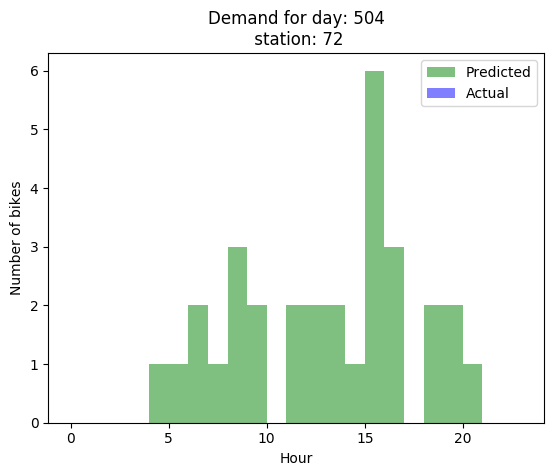 Demand for day: 504
station: 72
Predicted
Actual
Number of bikes
6
5
4
3
2
1
0
0 5 10 15 20
Hour